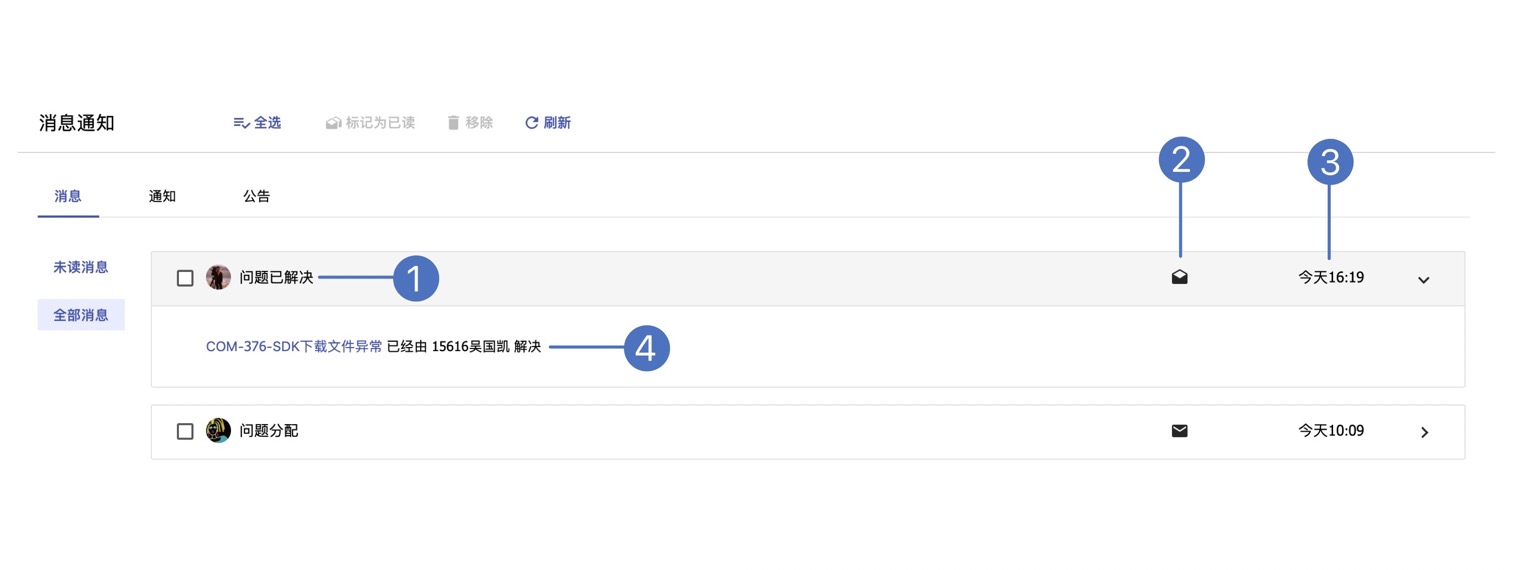 消息通知 全选 标记为已读 移除 刷新
2 3
消息 通知 公告
未读消息
问题已解决 1 今天16:19
全部消息
COM-376-SDK下载文件异常 已经由 15616吴国凯 解决 4
问题分配 今天10:09